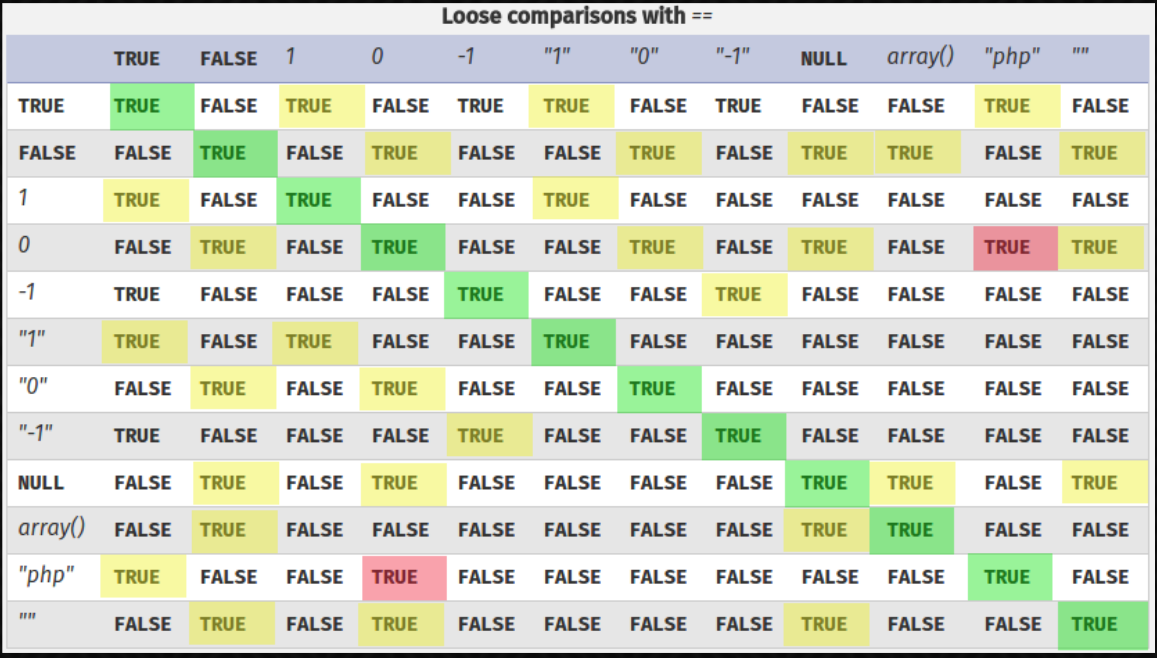 Loose comparisons with ==
TRUE FALSE 1 0 -1 "1" "0" "-1" NULL array() "php" ""
TRUE TRUE FALSE TRUE FALSE TRUE TRUE FALSE TRUE FALSE FALSE TRUE FALSE
FALSE FALSE TRUE FALSE TRUE FALSE FALSE TRUE FALSE TRUE TRUE FALSE TRUE
1 TRUE FALSE TRUE FALSE FALSE TRUE FALSE FALSE FALSE FALSE FALSE FALSE
0 FALSE TRUE FALSE TRUE FALSE FALSE TRUE FALSE TRUE FALSE TRUE TRUE
-1 TRUE FALSE FALSE FALSE TRUE FALSE FALSE TRUE FALSE FALSE FALSE FALSE
"1" TRUE FALSE TRUE FALSE FALSE TRUE FALSE FALSE FALSE FALSE FALSE FALSE
"0" FALSE TRUE FALSE TRUE FALSE FALSE TRUE FALSE FALSE FALSE FALSE FALSE
"-1" TRUE FALSE FALSE FALSE TRUE FALSE FALSE TRUE FALSE FALSE FALSE FALSE
NULL FALSE TRUE FALSE TRUE FALSE FALSE FALSE FALSE TRUE TRUE FALSE TRUE
array() FALSE TRUE FALSE FALSE FALSE FALSE FALSE FALSE TRUE TRUE FALSE FALSE
"php" TRUE FALSE FALSE TRUE FALSE FALSE FALSE FALSE FALSE FALSE TRUE FALSE
"" FALSE TRUE FALSE TRUE FALSE FALSE FALSE FALSE TRUE FALSE FALSE TRUE